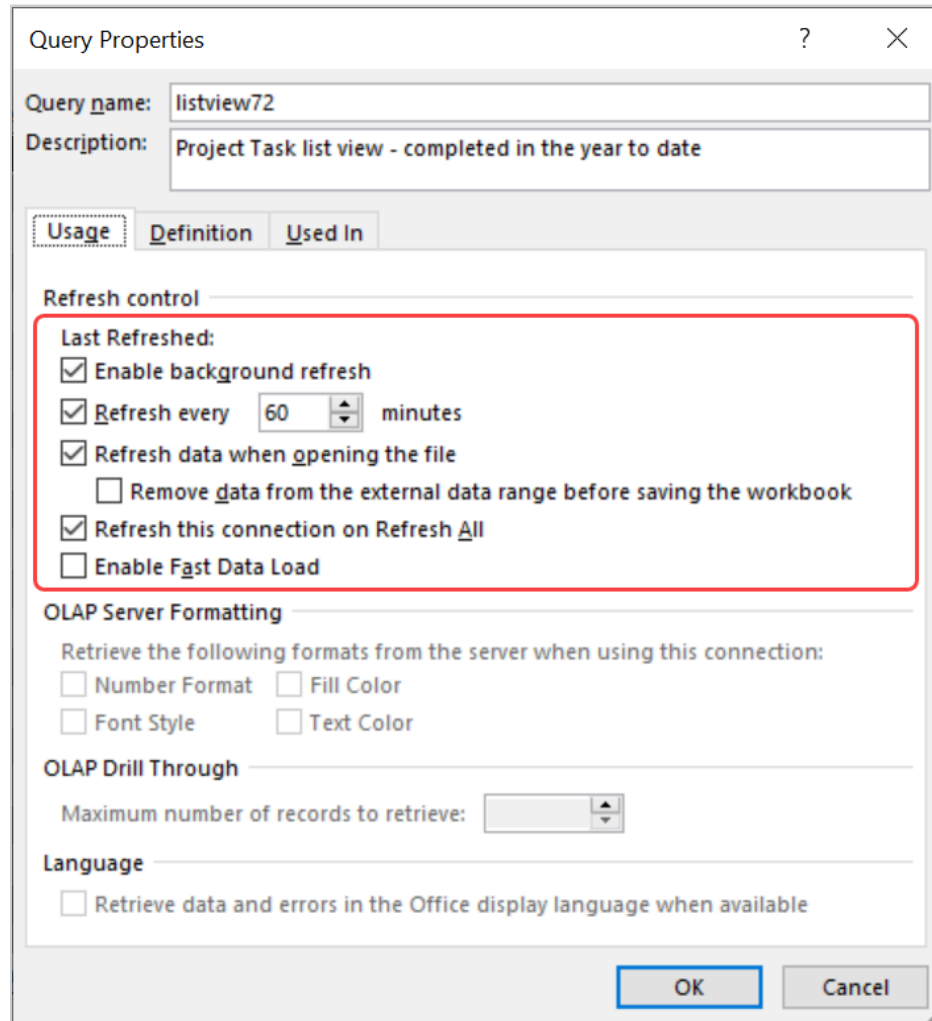 Query Properties ?
Query name: listview72
Description: Project Task list view - completed in the year to date
Usage Definition Used In
Refresh control
Last Refreshed:
Enable background refresh
Refresh every 60 minutes
Refresh data when opening the file
Remove data from the external data range before saving the workbook
Refresh this connection on Refresh All
Enable Fast Data Load
OLAP Server Formatting
Retrieve the following formats from the server when using this connection:
Number Format Fill Color
Font Style Text Color
OLAP Drill Through
Maximum number of records to retrieve:
Language
Retrieve data and errors in the Office display language when available
OK Cancel